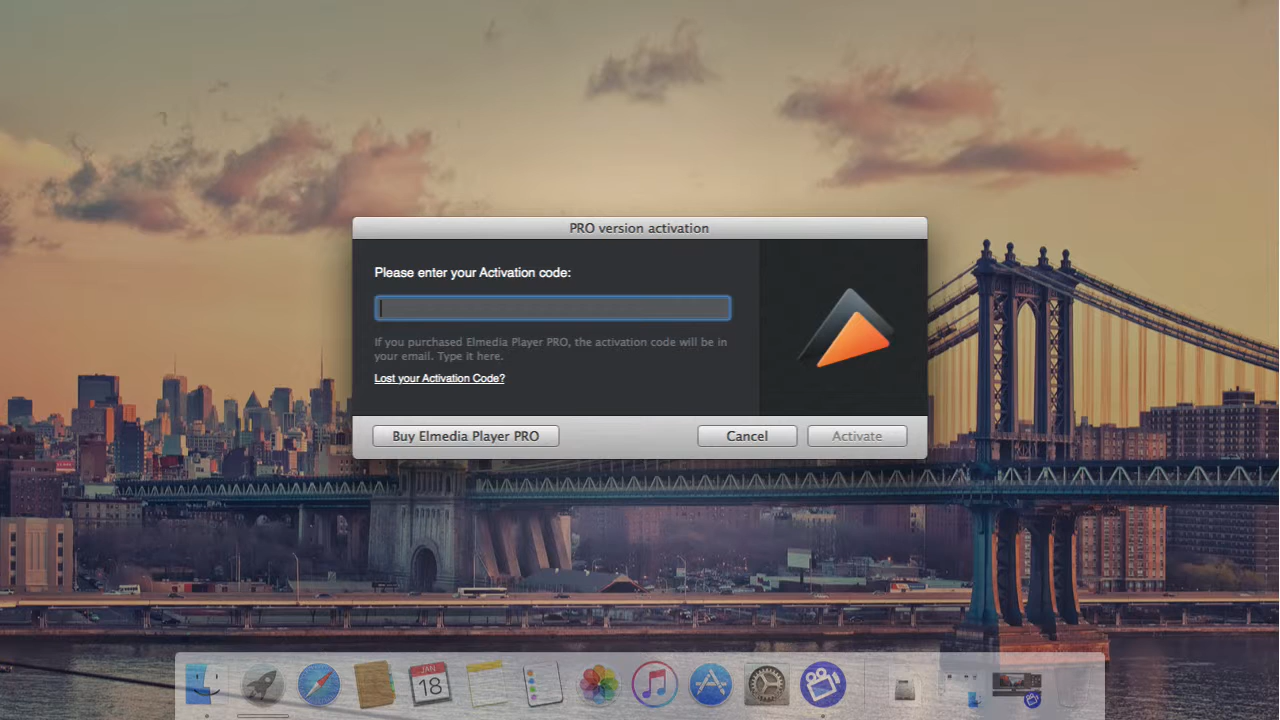 PRO version activation
Please enter your Activation code:
If you purchased Elmedia Player PRO, the activation code will be in
your email. Type it here.
Lost your Activation Code?
Buy Elmedia Player PRO
Cancel
Activate
JAN
18